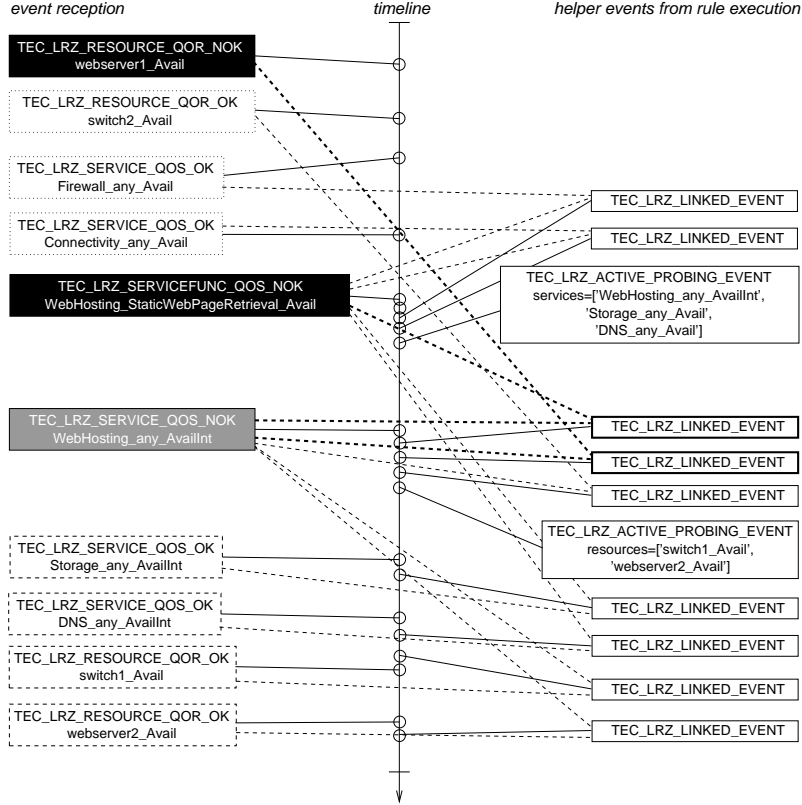 event reception
timeline
helper events from rule execution
TEC_LRZ_RESOURCE_QOR_NOK
webserver1_Avail
TEC_LRZ_RESOURCE_QOR_OK
switch2_Avail
TEC_LRZ_SERVICE_QOS_OK
Firewall_any_Avail
TEC_LRZ_LINKED_EVENT
TEC_LRZ_SERVICE_QOS_OK
Connectivity_any_Avail
TEC_LRZ_LINKED_EVENT
TEC_LRZ_SERVICEFUNC_QOS_NOK
WebHosting_StaticWebPageRetrieval_Avail
TEC_LRZ_ACTIVE_PROBING_EVENT
services=['WebHosting_any_AvailInt',
'Storage_any_Avail',
'DNS_any_Avail']
TEC_LRZ_SERVICE_QOS_NOK
WebHosting_any_AvailInt
TEC_LRZ_LINKED_EVENT
TEC_LRZ_LINKED_EVENT
TEC_LRZ_LINKED_EVENT
TEC_LRZ_ACTIVE_PROBING_EVENT
resources=['switch1_Avail',
'webserver2_Avail']
TEC_LRZ_SERVICE_QOS_OK
Storage_any_AvailInt
TEC_LRZ_LINKED_EVENT
TEC_LRZ_SERVICE_QOS_OK
DNS_any_AvailInt
TEC_LRZ_LINKED_EVENT
TEC_LRZ_RESOURCE_QOR_OK
switch1_Avail
TEC_LRZ_LINKED_EVENT
TEC_LRZ_RESOURCE_QOR_OK
webserver2_Avail
TEC_LRZ_LINKED_EVENT